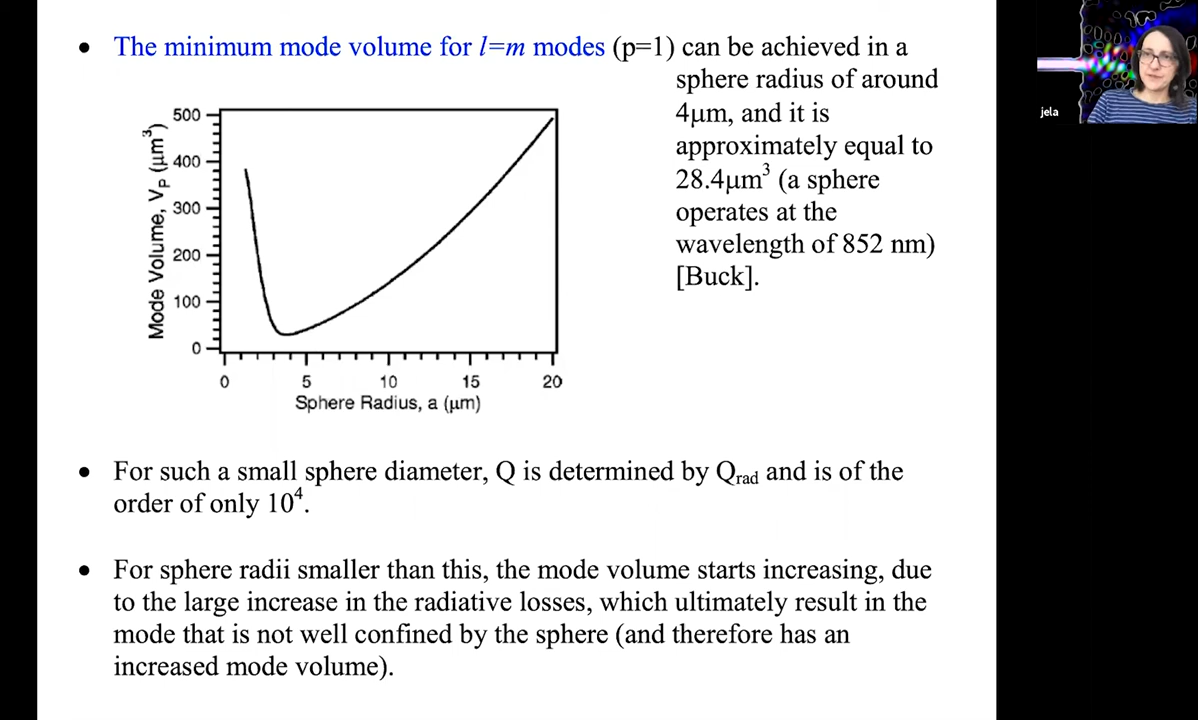 • The minimum mode volume for l=m modes (p=1) can be achieved in a
sphere radius of around
4μm, and it is
approximately equal to
28.4μm³ (a sphere
operates at the
wavelength of 852 nm)
[Buck].
Mode Volume, V_P (μm³)
500
400
300
200
100
0
0 5 10 15 20
Sphere Radius, a (μm)
• For such a small sphere diameter, Q is determined by Q_rad and is of the
order of only 10⁴.
• For sphere radii smaller than this, the mode volume starts increasing, due
to the large increase in the radiative losses, which ultimately result in the
mode that is not well confined by the sphere (and therefore has an
increased mode volume).
jela